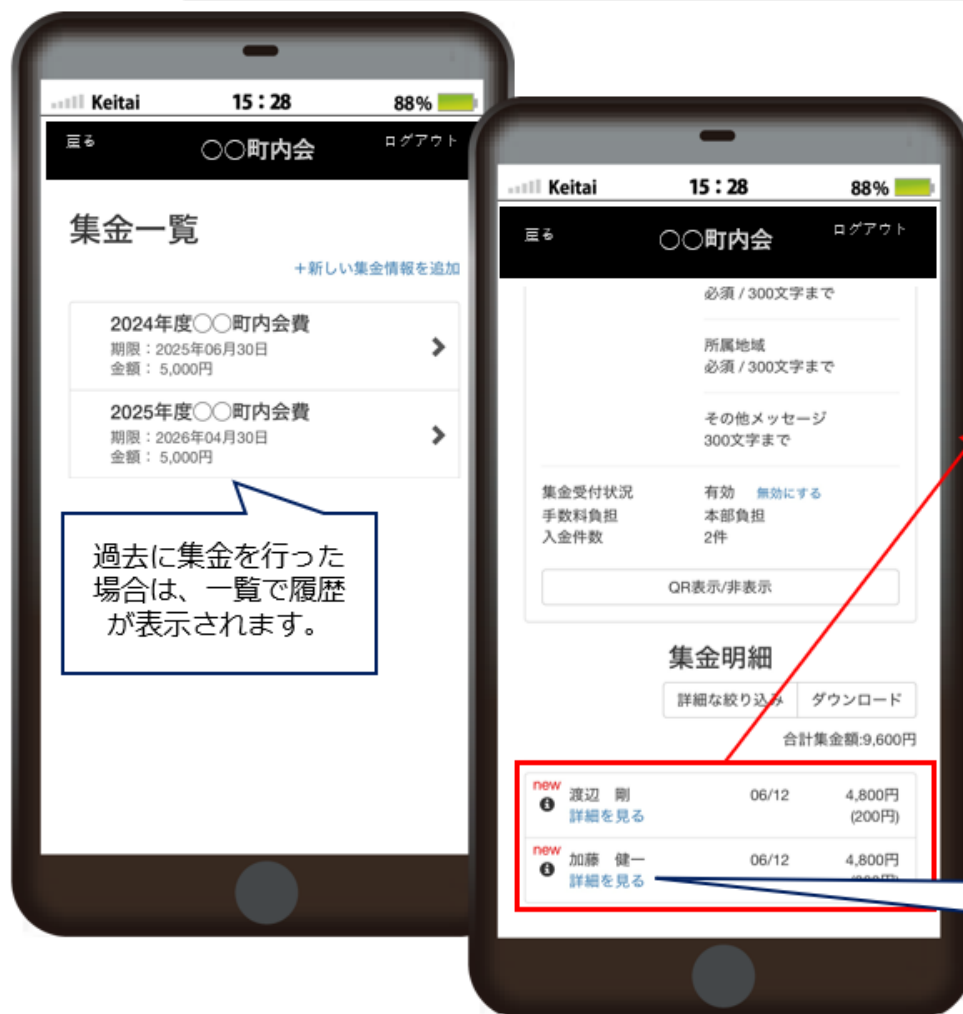 Keitai 15：28 88%
戻る ○○町内会 ログアウト
集金一覧
+新しい集金情報を追加
2024年度○○町内会費
期限：2025年06月30日
金額： 5,000円
2025年度○○町内会費
期限：2026年04月30日
金額： 5,000円
過去に集金を行った
場合は、一覧で履歴
が表示されます。
Keitai 15：28 88%
戻る ○○町内会 ログアウト
必須 / 300文字まで
所属地域
必須 / 300文字まで
その他メッセージ
300文字まで
集金受付状況 有効 無効にする
手数料負担 本部負担
入金件数 2件
QR表示/非表示
集金明細
詳細な絞り込み ダウンロード
合計集金額:9,600円
new
渡辺 剛 06/12 4,800円
詳細を見る (200円)
new
加藤 健一 06/12 4,800円
詳細を見る